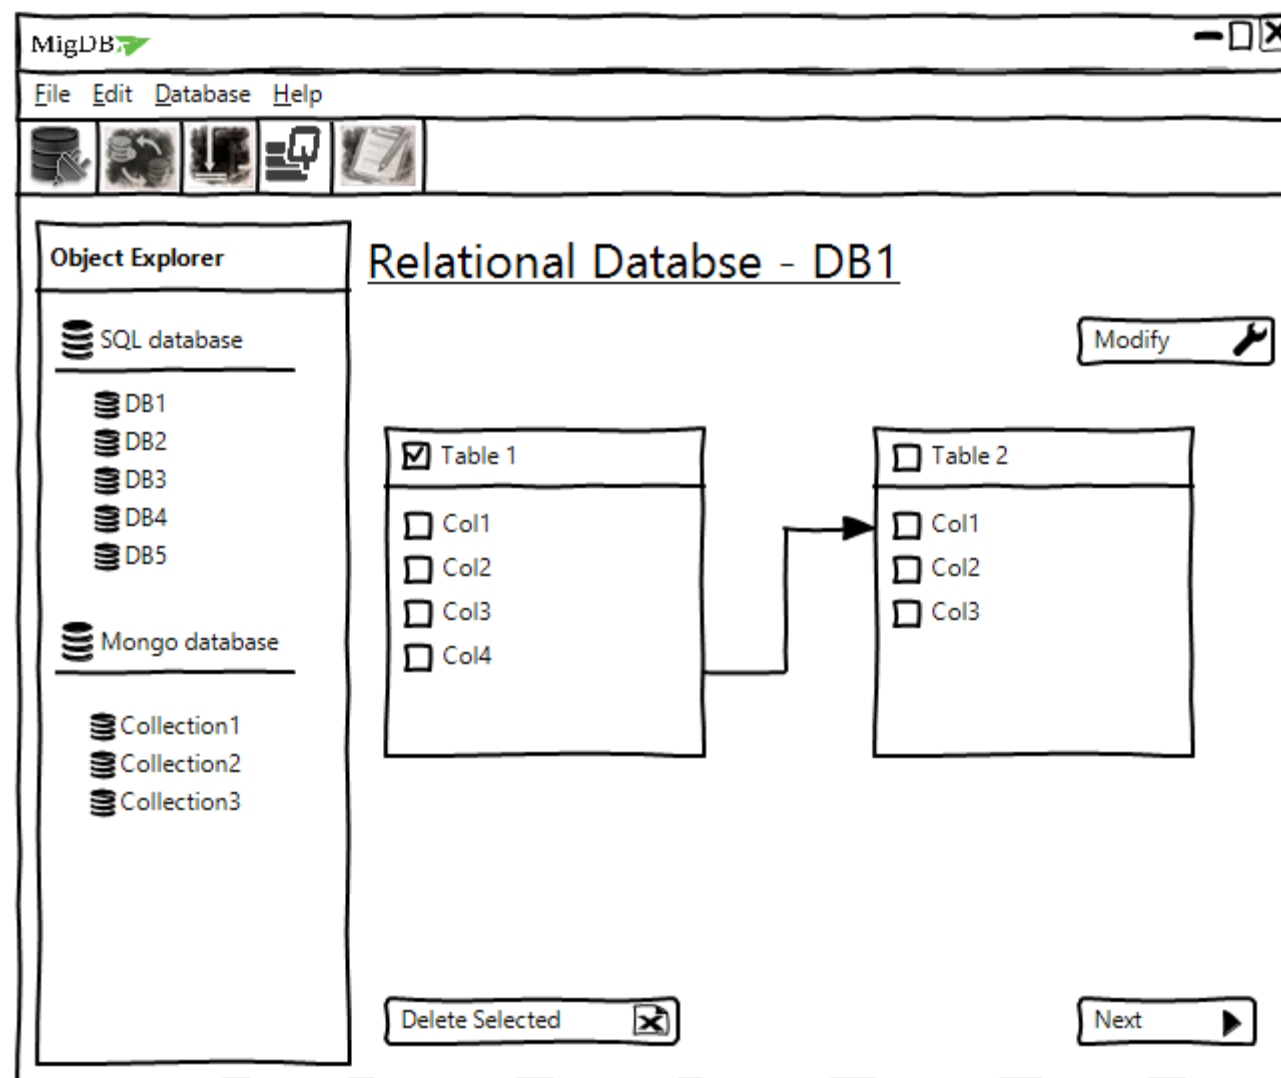 MigDB
File Edit Database Help
Object Explorer
SQL database
DB1
DB2
DB3
DB4
DB5
Mongo database
Collection1
Collection2
Collection3
Relational Databse - DB1
Modify
Table 1
Col1
Col2
Col3
Col4
Table 2
Col1
Col2
Col3
Delete Selected
Next